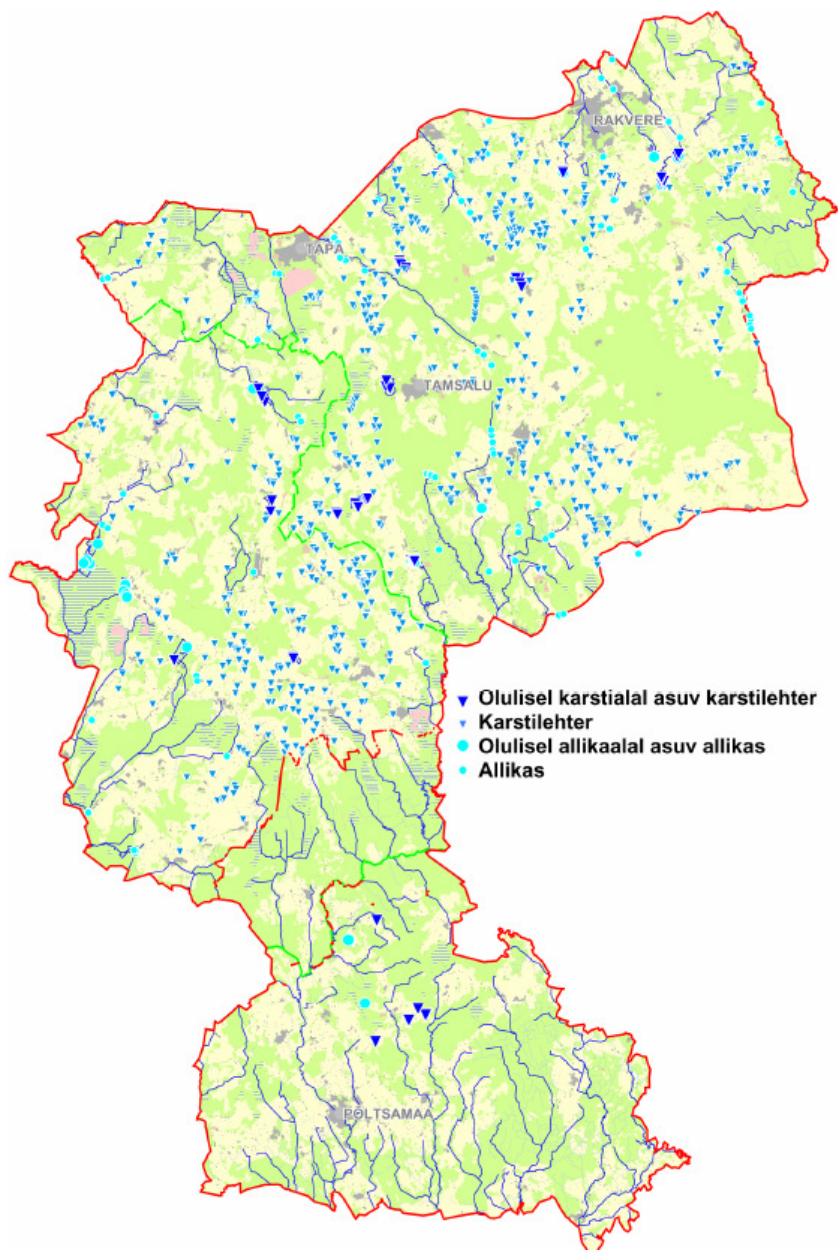 RAKVERE
TAPA
TAMSALU
Olulisel karstialal asuv karstilehter
Karstilehter
Olulisel allikaalal asuv allikas
Allikas
PÕLTSAMAA